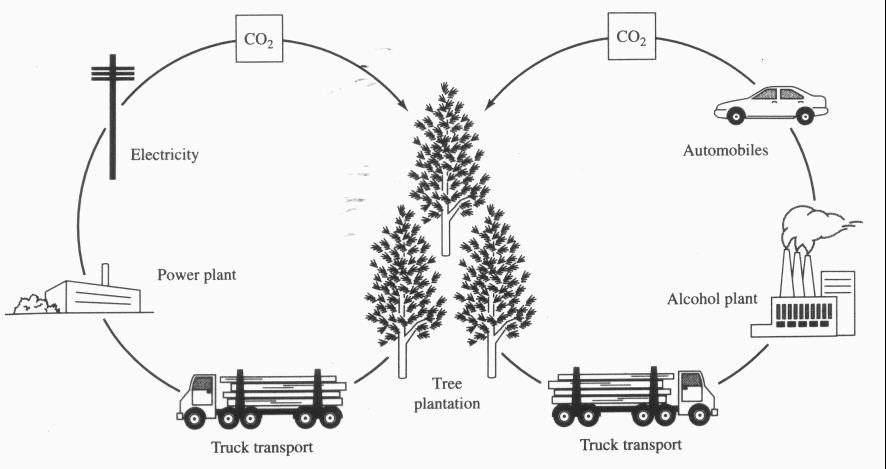 CO₂
CO₂
Electricity
Automobiles
Power plant
Alcohol plant
Tree
plantation
Truck transport
Truck transport